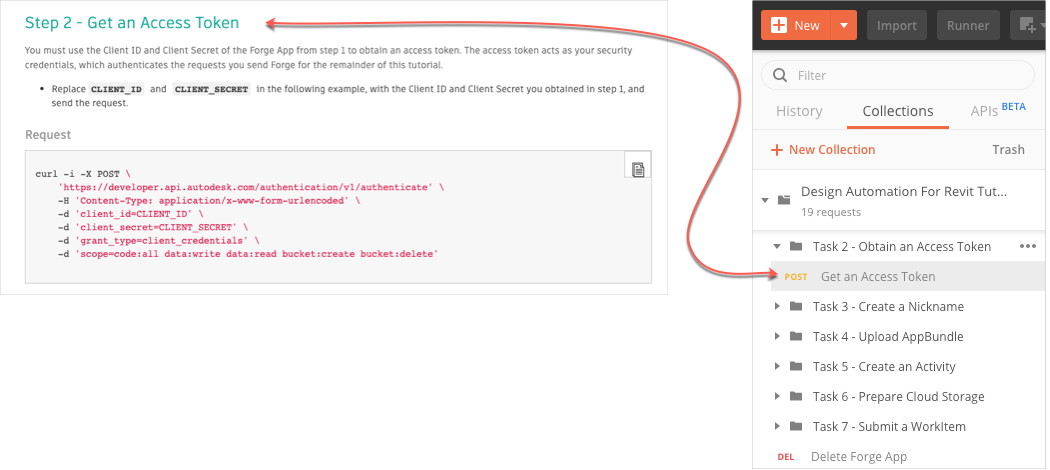 Step 2 - Get an Access Token
You must use the Client ID and Client Secret of the Forge App from step 1 to obtain an access token. The access token acts as your security
credentials, which authenticates the requests you send Forge for the remainder of this tutorial.
• Replace CLIENT_ID and CLIENT_SECRET in the following example, with the Client ID and Client Secret you obtained in step 1, and
send the request.
Request
curl -i -X POST \
'https://developer.api.autodesk.com/authentication/v1/authenticate' \
-H 'Content-Type: application/x-www-form-urlencoded' \
-d 'client_id=CLIENT_ID' \
-d 'client_secret=CLIENT_SECRET' \
-d 'grant_type=client_credentials' \
-d 'scope=code:all data:write data:read bucket:create bucket:delete'
New
Import
Runner
Filter
History
Collections
APIs BETA
+ New Collection
Trash
Design Automation For Revit Tut...
19 requests
Task 2 - Obtain an Access Token
POST Get an Access Token
Task 3 - Create a Nickname
Task 4 - Upload AppBundle
Task 5 - Create an Activity
Task 6 - Prepare Cloud Storage
Task 7 - Submit a WorkItem
DEL Delete Forge App